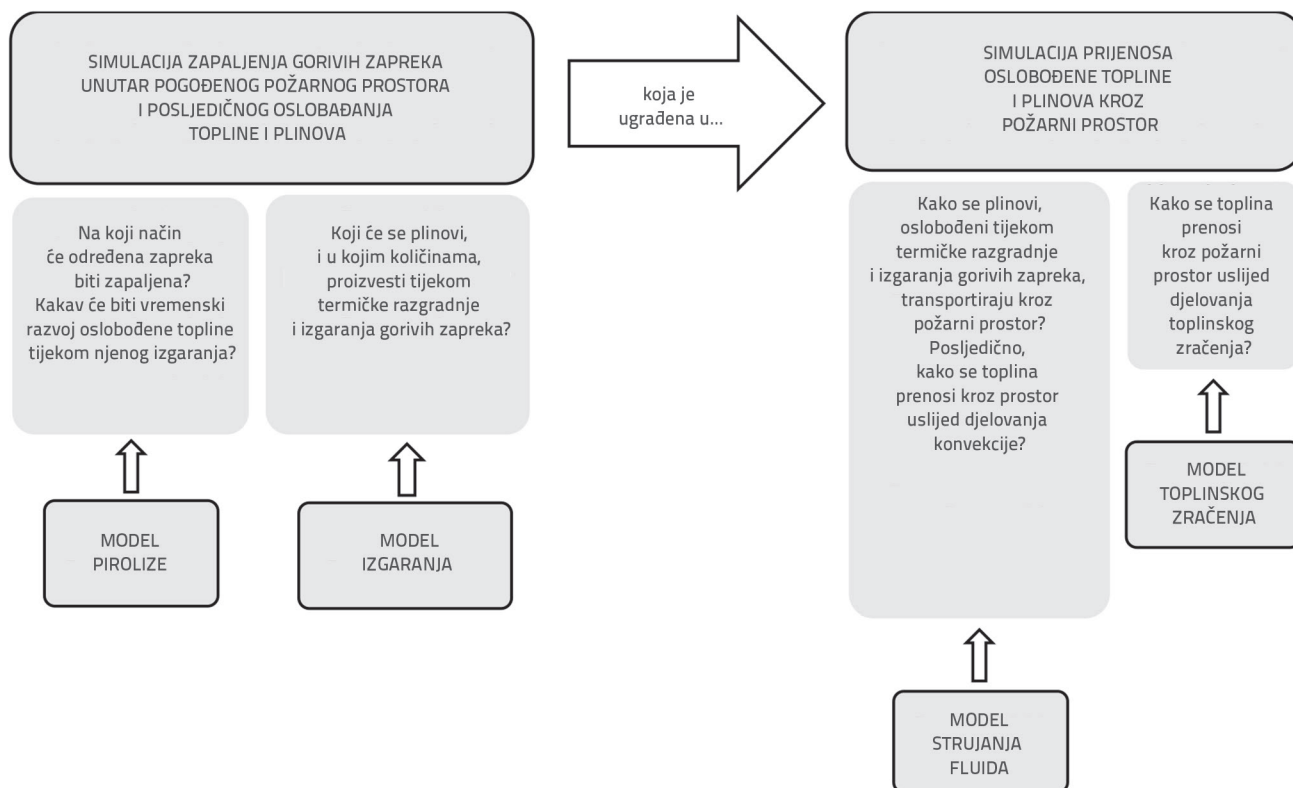 SIMULACIJA ZAPALJENJA GORIVIH ZAPREKA
UNUTAR POGOĐENOG POŽARNOG PROSTORA
I POSLJEDIČNOG OSLOBAĐANJA
TOPLINE I PLINOVA
koja je
ugrađena u...
SIMULACIJA PRIJENOSA
OSLOBOĐENE TOPLINE
I PLINOVA KROZ
POŽARNI PROSTOR
Na koji način
će određena zapreka
biti zapaljena?
Kakav će biti vremenski
razvoj oslobođene topline
tijekom njenog izgaranja?
Koji će se plinovi,
i u kojim količinama,
proizvesti tijekom
termičke razgradnje
i izgaranja gorivih zapreka?
Kako se plinovi,
oslobođeni tijekom
termičke razgradnje
i izgaranja gorivih zapreka,
transportiraju kroz
požarni prostor?
Posljedično,
kako se toplina
prenosi kroz prostor
uslijed djelovanja
konvekcije?
Kako se toplina
prenosi
kroz požarni
prostor uslijed
djelovanja
toplinskog
zračenja?
MODEL
PIROLIZE
MODEL
IZGARANJA
MODEL
STRUJANJA
FLUIDA
MODEL
TOPLINSKOG
ZRAČENJA